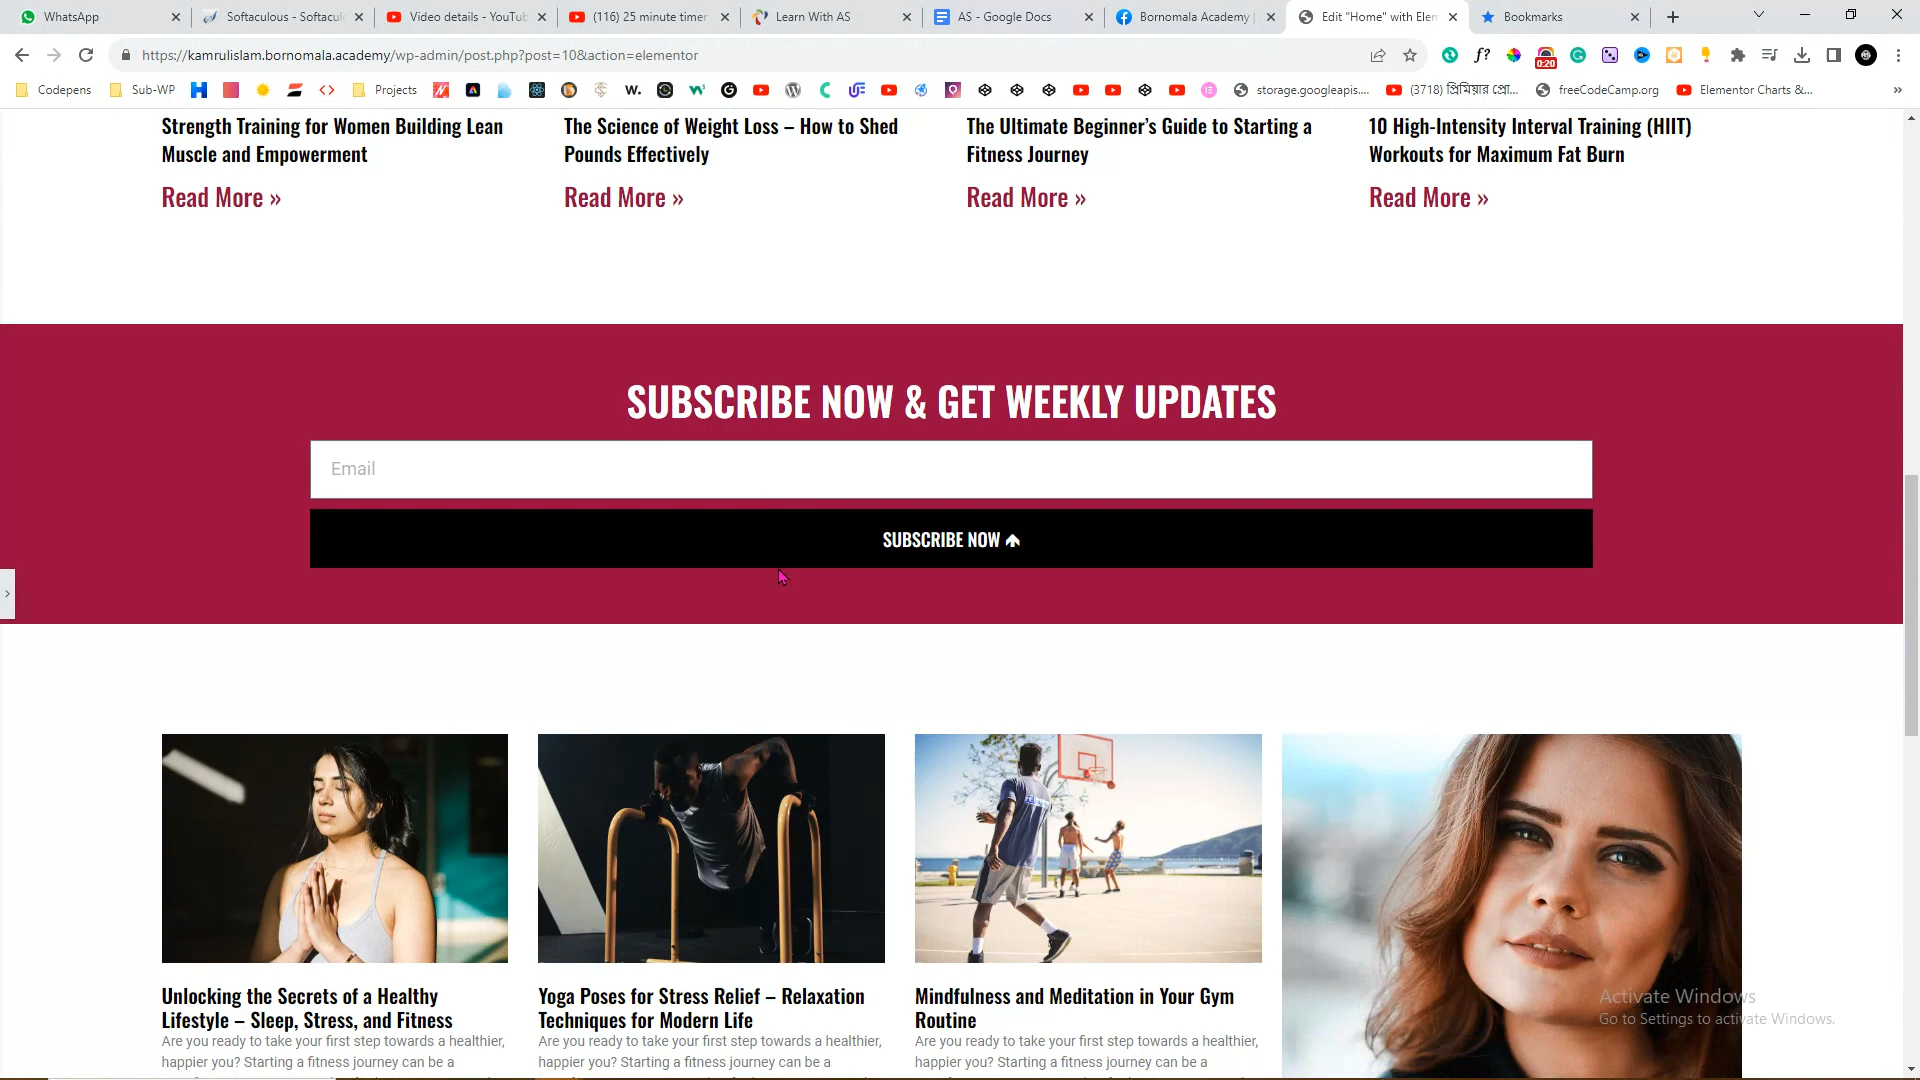 WhatsApp
Softaculous - Softacul
Video details - YouTub
(116) 25 minute timer
Learn With AS
AS - Google Docs
Bornomala Academy |
Edit "Home" with Elem
Bookmarks
https://kamrulislam.bornomala.academy/wp-admin/post.php?post=10&action=elementor
f?
0:20
Codepens
Sub-WP
Projects
storage.googleapis....
(3718) প্রিমিয়ার প্রো...
freeCodeCamp.org
Elementor Charts &...
Strength Training for Women Building Lean
Muscle and Empowerment
Read More »
The Science of Weight Loss – How to Shed
Pounds Effectively
Read More »
The Ultimate Beginner's Guide to Starting a
Fitness Journey
Read More »
10 High-Intensity Interval Training (HIIT)
Workouts for Maximum Fat Burn
Read More »
SUBSCRIBE NOW & GET WEEKLY UPDATES
Email
SUBSCRIBE NOW
Unlocking the Secrets of a Healthy
Lifestyle – Sleep, Stress, and Fitness
Are you ready to take your first step towards a healthier,
happier you? Starting a fitness journey can be a
Yoga Poses for Stress Relief – Relaxation
Techniques for Modern Life
Are you ready to take your first step towards a healthier,
happier you? Starting a fitness journey can be a
Mindfulness and Meditation in Your Gym
Routine
Are you ready to take your first step towards a healthier,
happier you? Starting a fitness journey can be a
Activate Windows
Go to Settings to activate Windows.